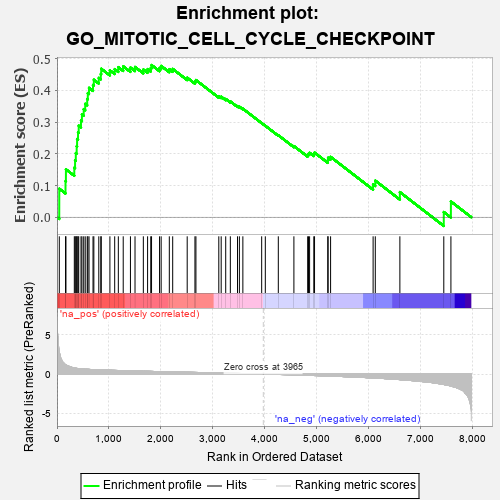 Enrichment plot:
GO_MITOTIC_CELL_CYCLE_CHECKPOINT
Enrichment score (ES)
0.5
0.4
0.3
0.2
0.1
0.0
'na_pos' (positively correlated)
Ranked list metric (PreRanked)
5
0
-5
Zero cross at 3965
'na_neg' (negatively correlated)
0
1,000
2,000
3,000
4,000
5,000
6,000
7,000
8,000
Rank in Ordered Dataset
Enrichment profile
Hits
Ranking metric scores